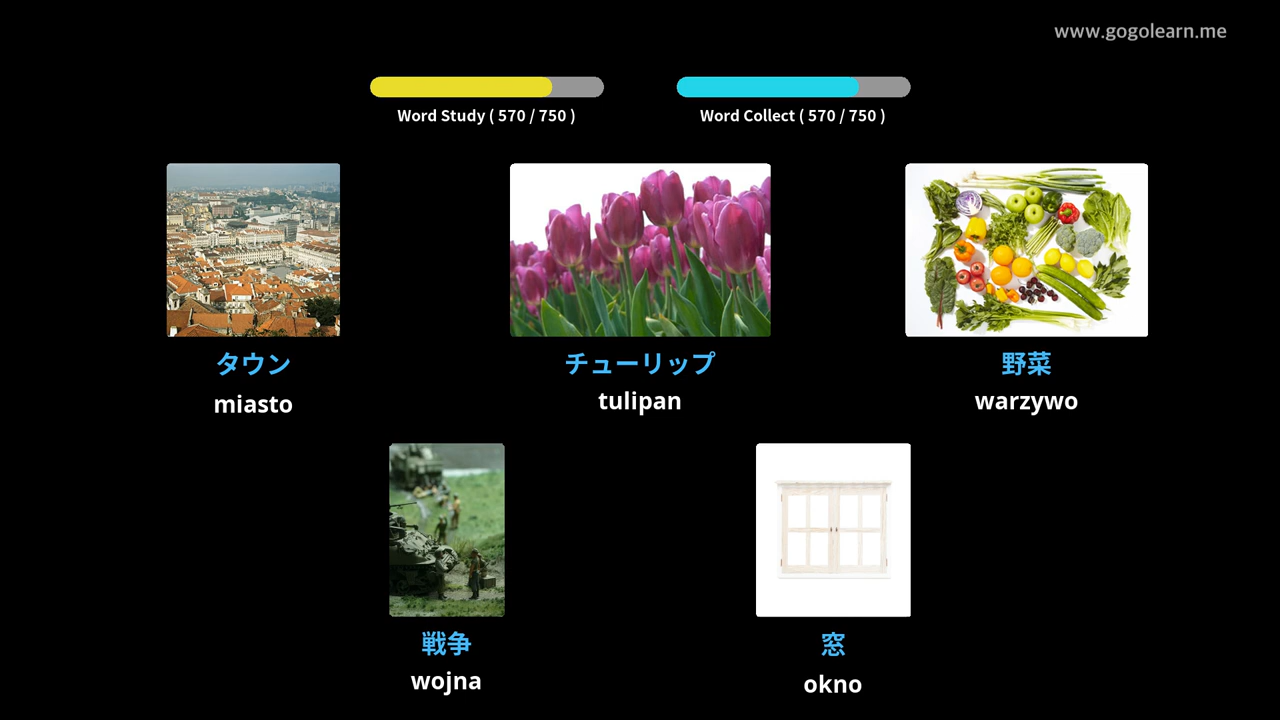 www.gogolearn.me
Word Study ( 570 / 750 )
Word Collect ( 570 / 750 )
タウン
miasto
チューリップ
tulipan
野菜
warzywo
戦争
wojna
窓
okno